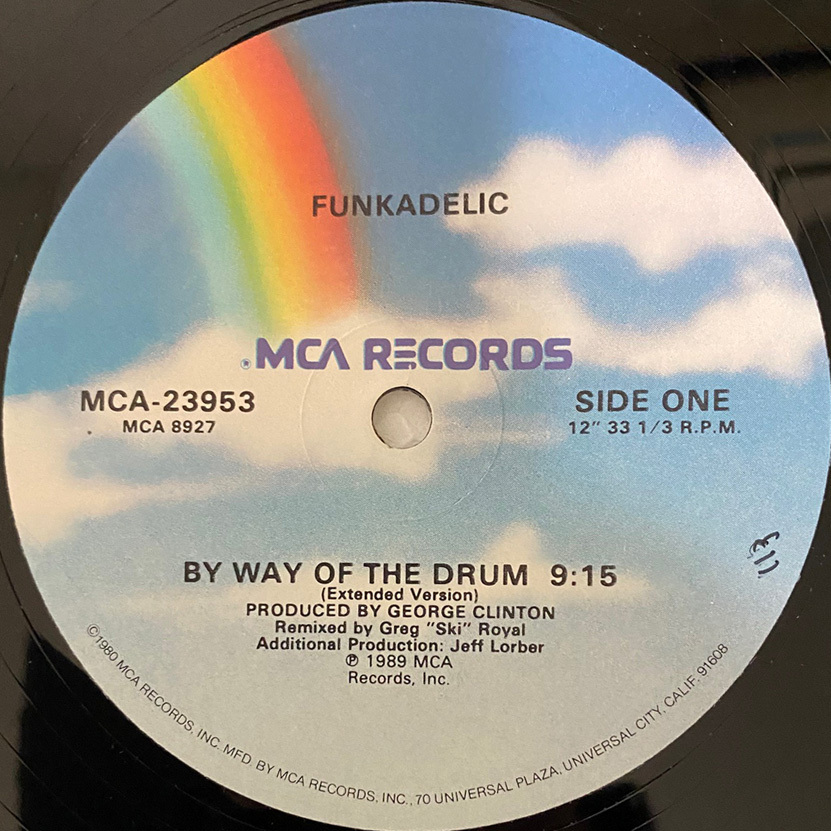 FUNKADELIC
®MCA RECORDS
MCA-23953
MCA 8927
SIDE ONE
12" 33 1/3 R.P.M.
BY WAY OF THE DRUM 9:15
(Extended Version)
PRODUCED BY GEORGE CLINTON
Remixed by Greg "Ski" Royal
Additional Production: Jeff Lorber
℗ 1989 MCA
Records, Inc.
©1980 MCA RECORDS, INC. MFD. BY MCA RECORDS, INC., 70 UNIVERSAL PLAZA, UNIVERSAL CITY, CALIF. 91608